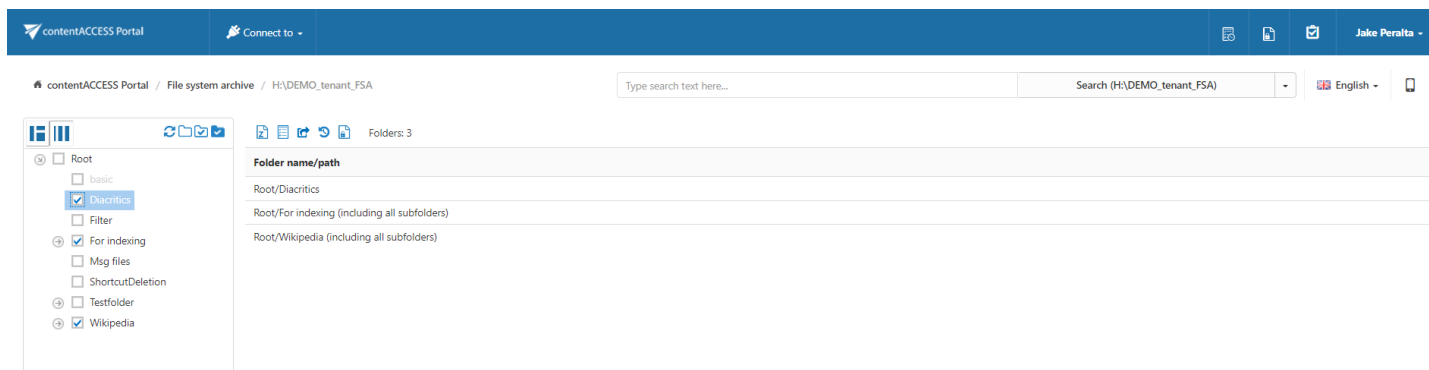 contentACCESS Portal Connect to Jake Peralta
contentACCESS Portal / File system archive / H:\DEMO_tenant_FSA Type search text here... Search (H:\DEMO_tenant_FSA) English
Folders: 3
Root
basic
Diacritics
Filter
For indexing
Msg files
ShortcutDeletion
Testfolder
Wikipedia
Folder name/path
Root/Diacritics
Root/For indexing (including all subfolders)
Root/Wikipedia (including all subfolders)